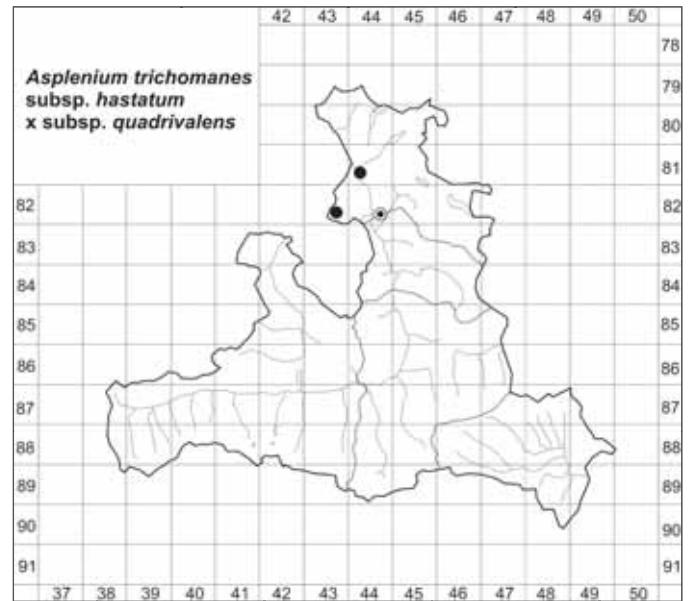 42 43 44 45 46 47 48 49 50
Asplenium trichomanes
subsp. hastatum
x subsp. quadrivalens
78
79
80
81
82 82
83 83
84 84
85 85
86 86
87 87
88 88
89 89
90 90
91 91
37 38 39 40 41 42 43 44 45 46 47 48 49 50